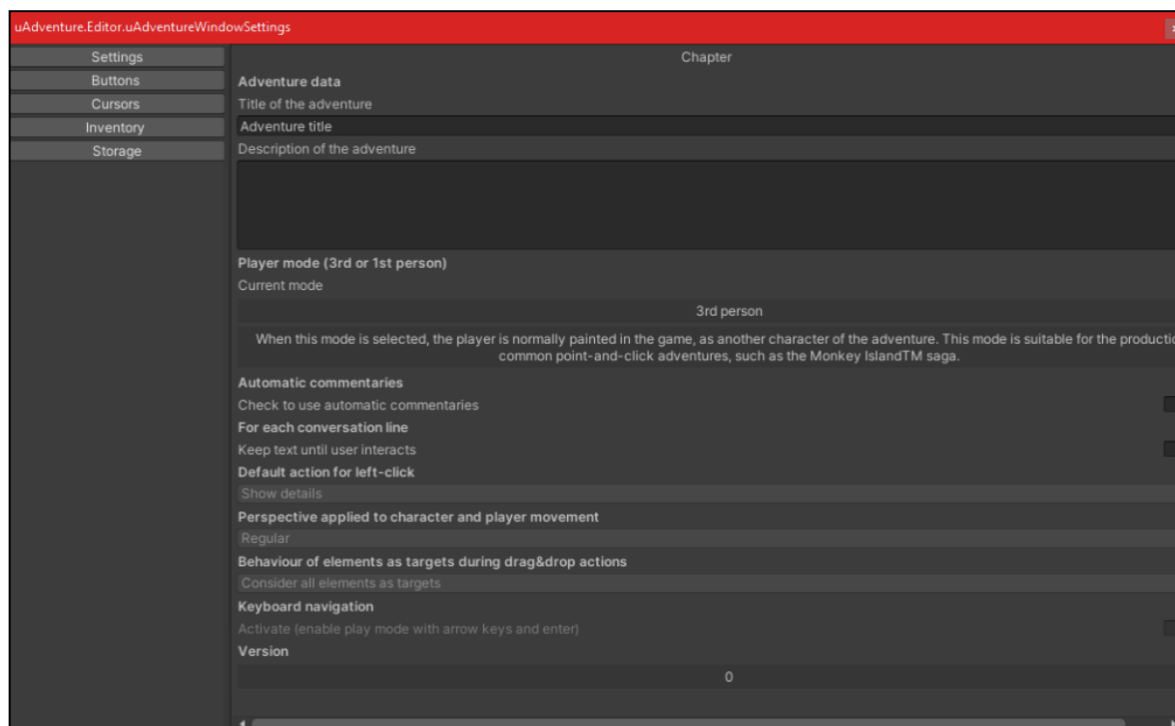 uAdventure.Editor.uAdventureWindowSettings
Settings
Buttons
Cursors
Inventory
Storage
Chapter
Adventure data
Title of the adventure
Adventure title
Description of the adventure
Player mode (3rd or 1st person)
Current mode
3rd person
When this mode is selected, the player is normally painted in the game, as another character of the adventure. This mode is suitable for the
common point-and-click adventures, such as the Monkey IslandTM saga.
Automatic commentaries
Check to use automatic commentaries
For each conversation line
Keep text until user interacts
Default action for left-click
Show details
Perspective applied to character and player movement
Regular
Behaviour of elements as targets during drag&drop actions
Consider all elements as targets
Keyboard navigation
Activate (enable play mode with arrow keys and enter)
Version
0